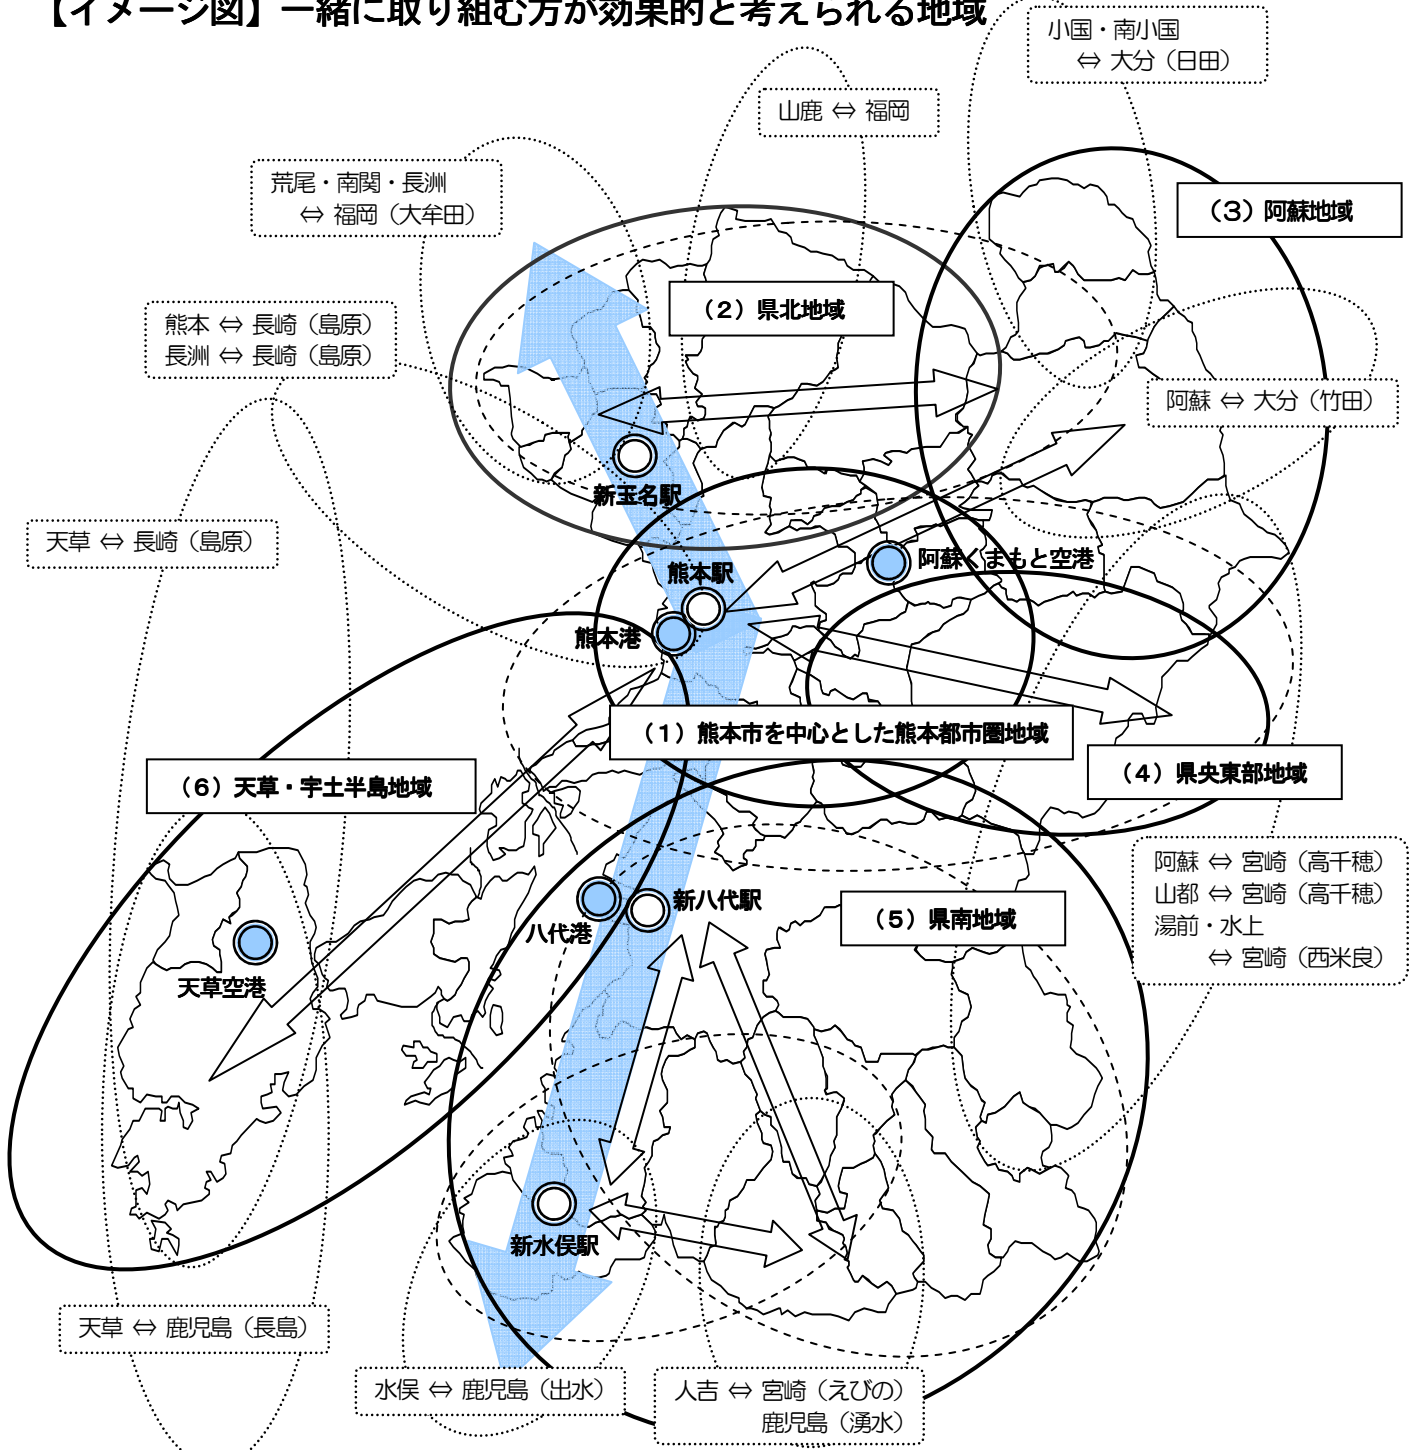 【イメージ図】一緒に取り組む方が効果的と考えられる地域
小国・南小国
⇔ 大分（日田）
山鹿 ⇔ 福岡
荒尾・南関・長洲
⇔ 福岡（大牟田）
（３）阿蘇地域
（２）県北地域
熊本 ⇔ 長崎（島原）
長洲 ⇔ 長崎（島原）
阿蘇 ⇔ 大分（竹田）
新玉名駅
天草 ⇔ 長崎（島原）
阿蘇くまもと空港
熊本駅
熊本港
（１）熊本市を中心とした熊本都市圏地域
（４）県央東部地域
（６）天草・宇土半島地域
阿蘇 ⇔ 宮崎（高千穂）
山都 ⇔ 宮崎（高千穂）
湯前・水上
⇔ 宮崎（西米良）
新八代駅
（５）県南地域
八代港
天草空港
新水俣駅
天草 ⇔ 鹿児島（長島）
水俣 ⇔ 鹿児島（出水）
人吉 ⇔ 宮崎（えびの）
鹿児島（湧水）